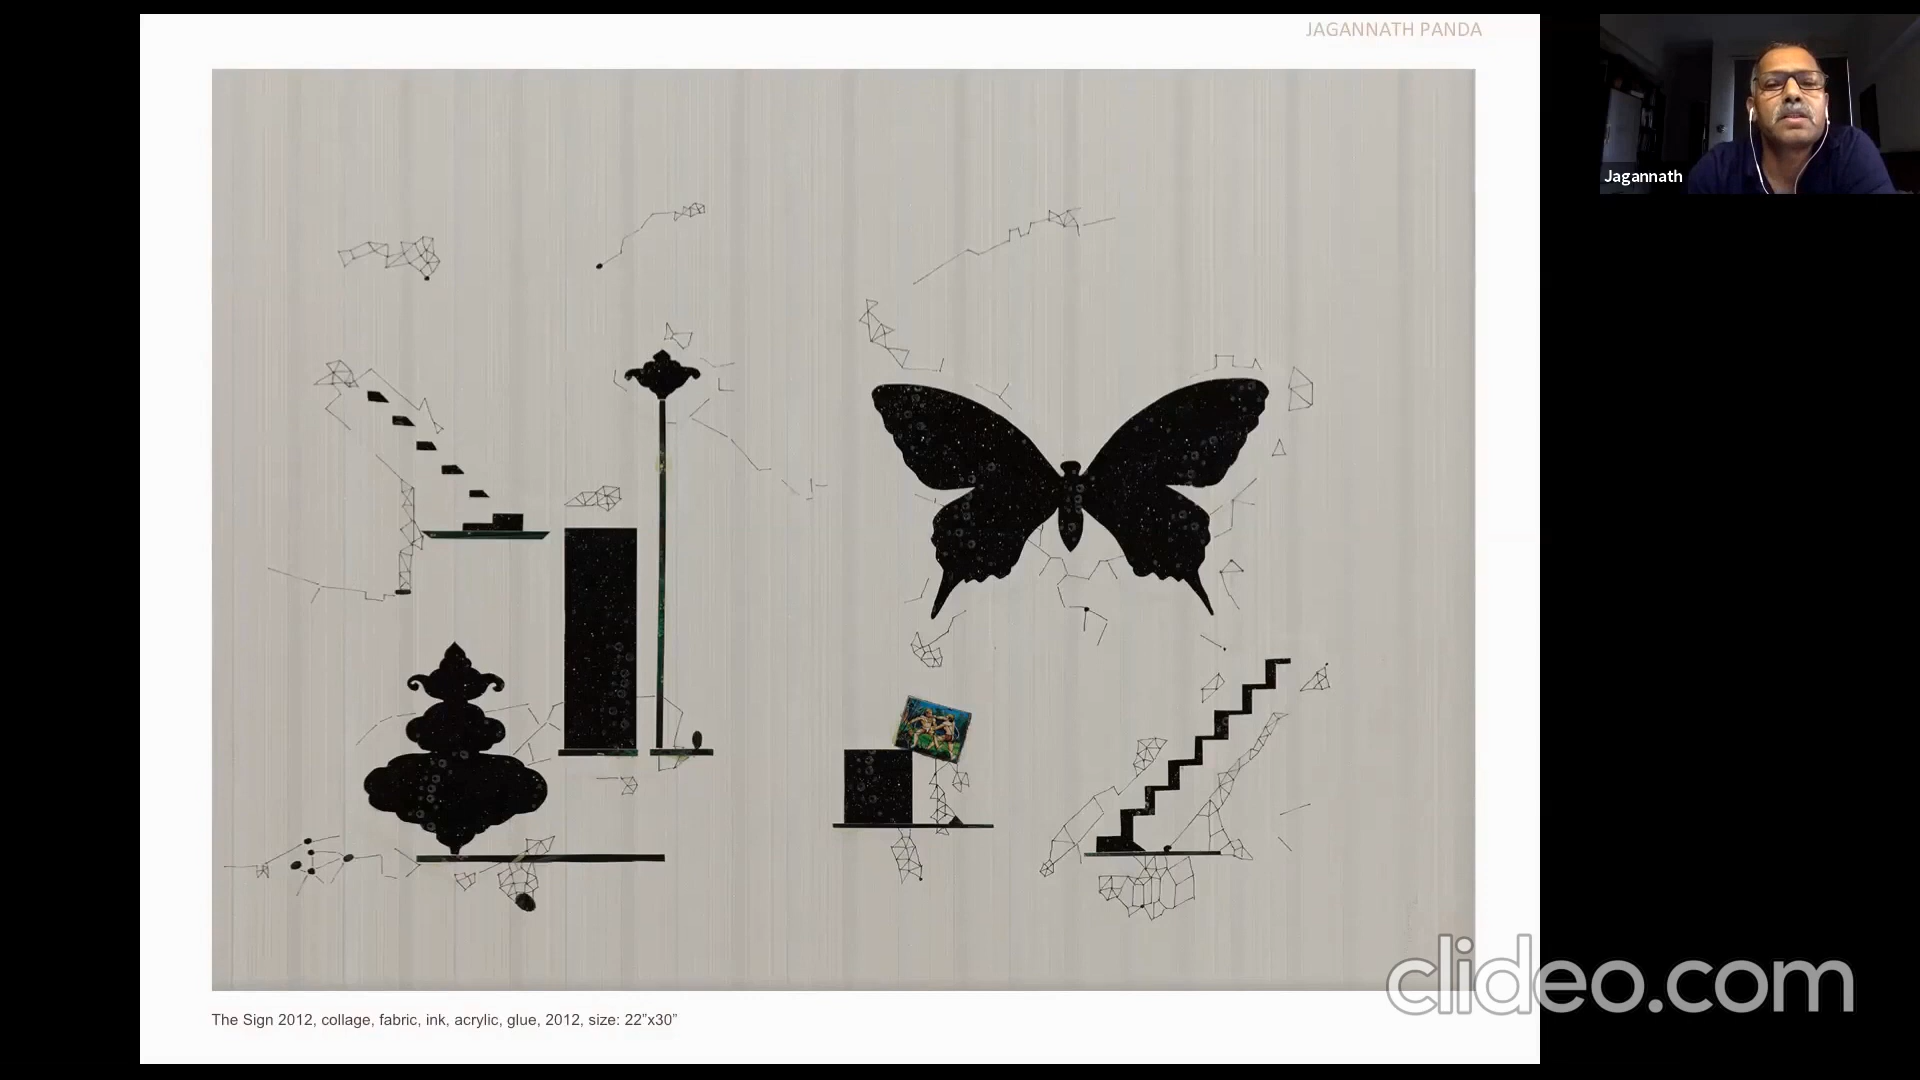 JAGANNATH PANDA
Jagannath
The Sign 2012, collage, fabric, ink, acrylic, glue, 2012, size: 22”x30”
clideo.com